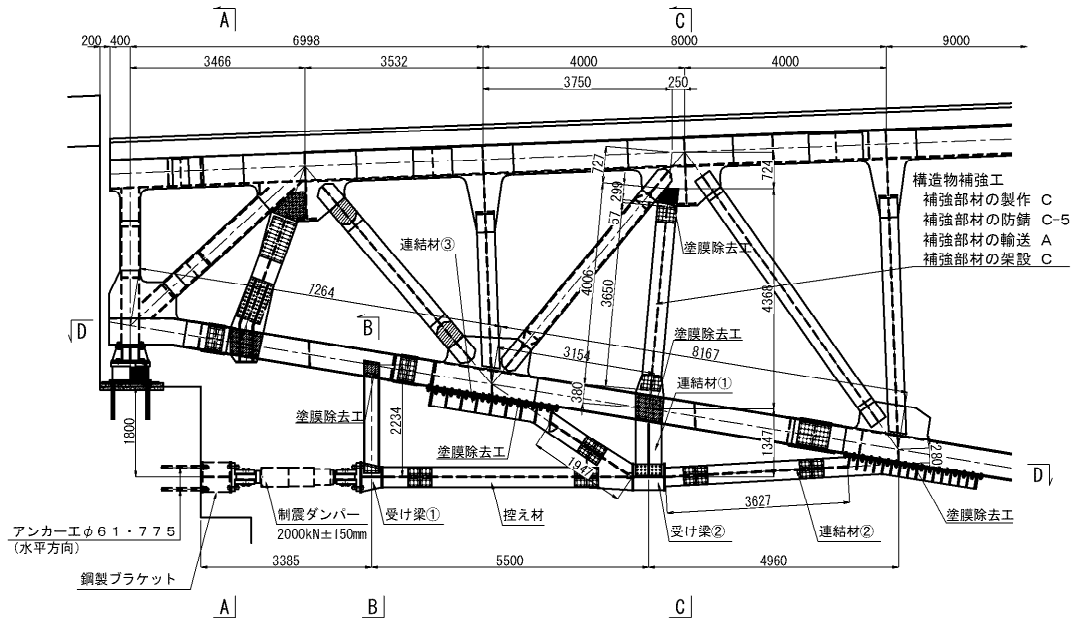 A
C
200
400
6998
8000
9000
3466
3532
4000
4000
3750
250
727
724
299
57
構造物補強工
補強部材の製作 C
補強部材の防錆 C-5
補強部材の輸送 A
補強部材の架設 C
連結材③
塗膜除去工
7264
4006
3650
4368
D
B
塗膜除去工
3154
8167
連結材①
380
塗膜除去工
2234
塗膜除去工
1800
1347
2802
1947
D
3627
アンカー工φ61・775
(水平方向)
制震ダンパー
2000kN±150mm
受け梁①
控え材
受け梁②
連結材②
塗膜除去工
3385
5500
4960
鋼製ブラケット
A
B
C